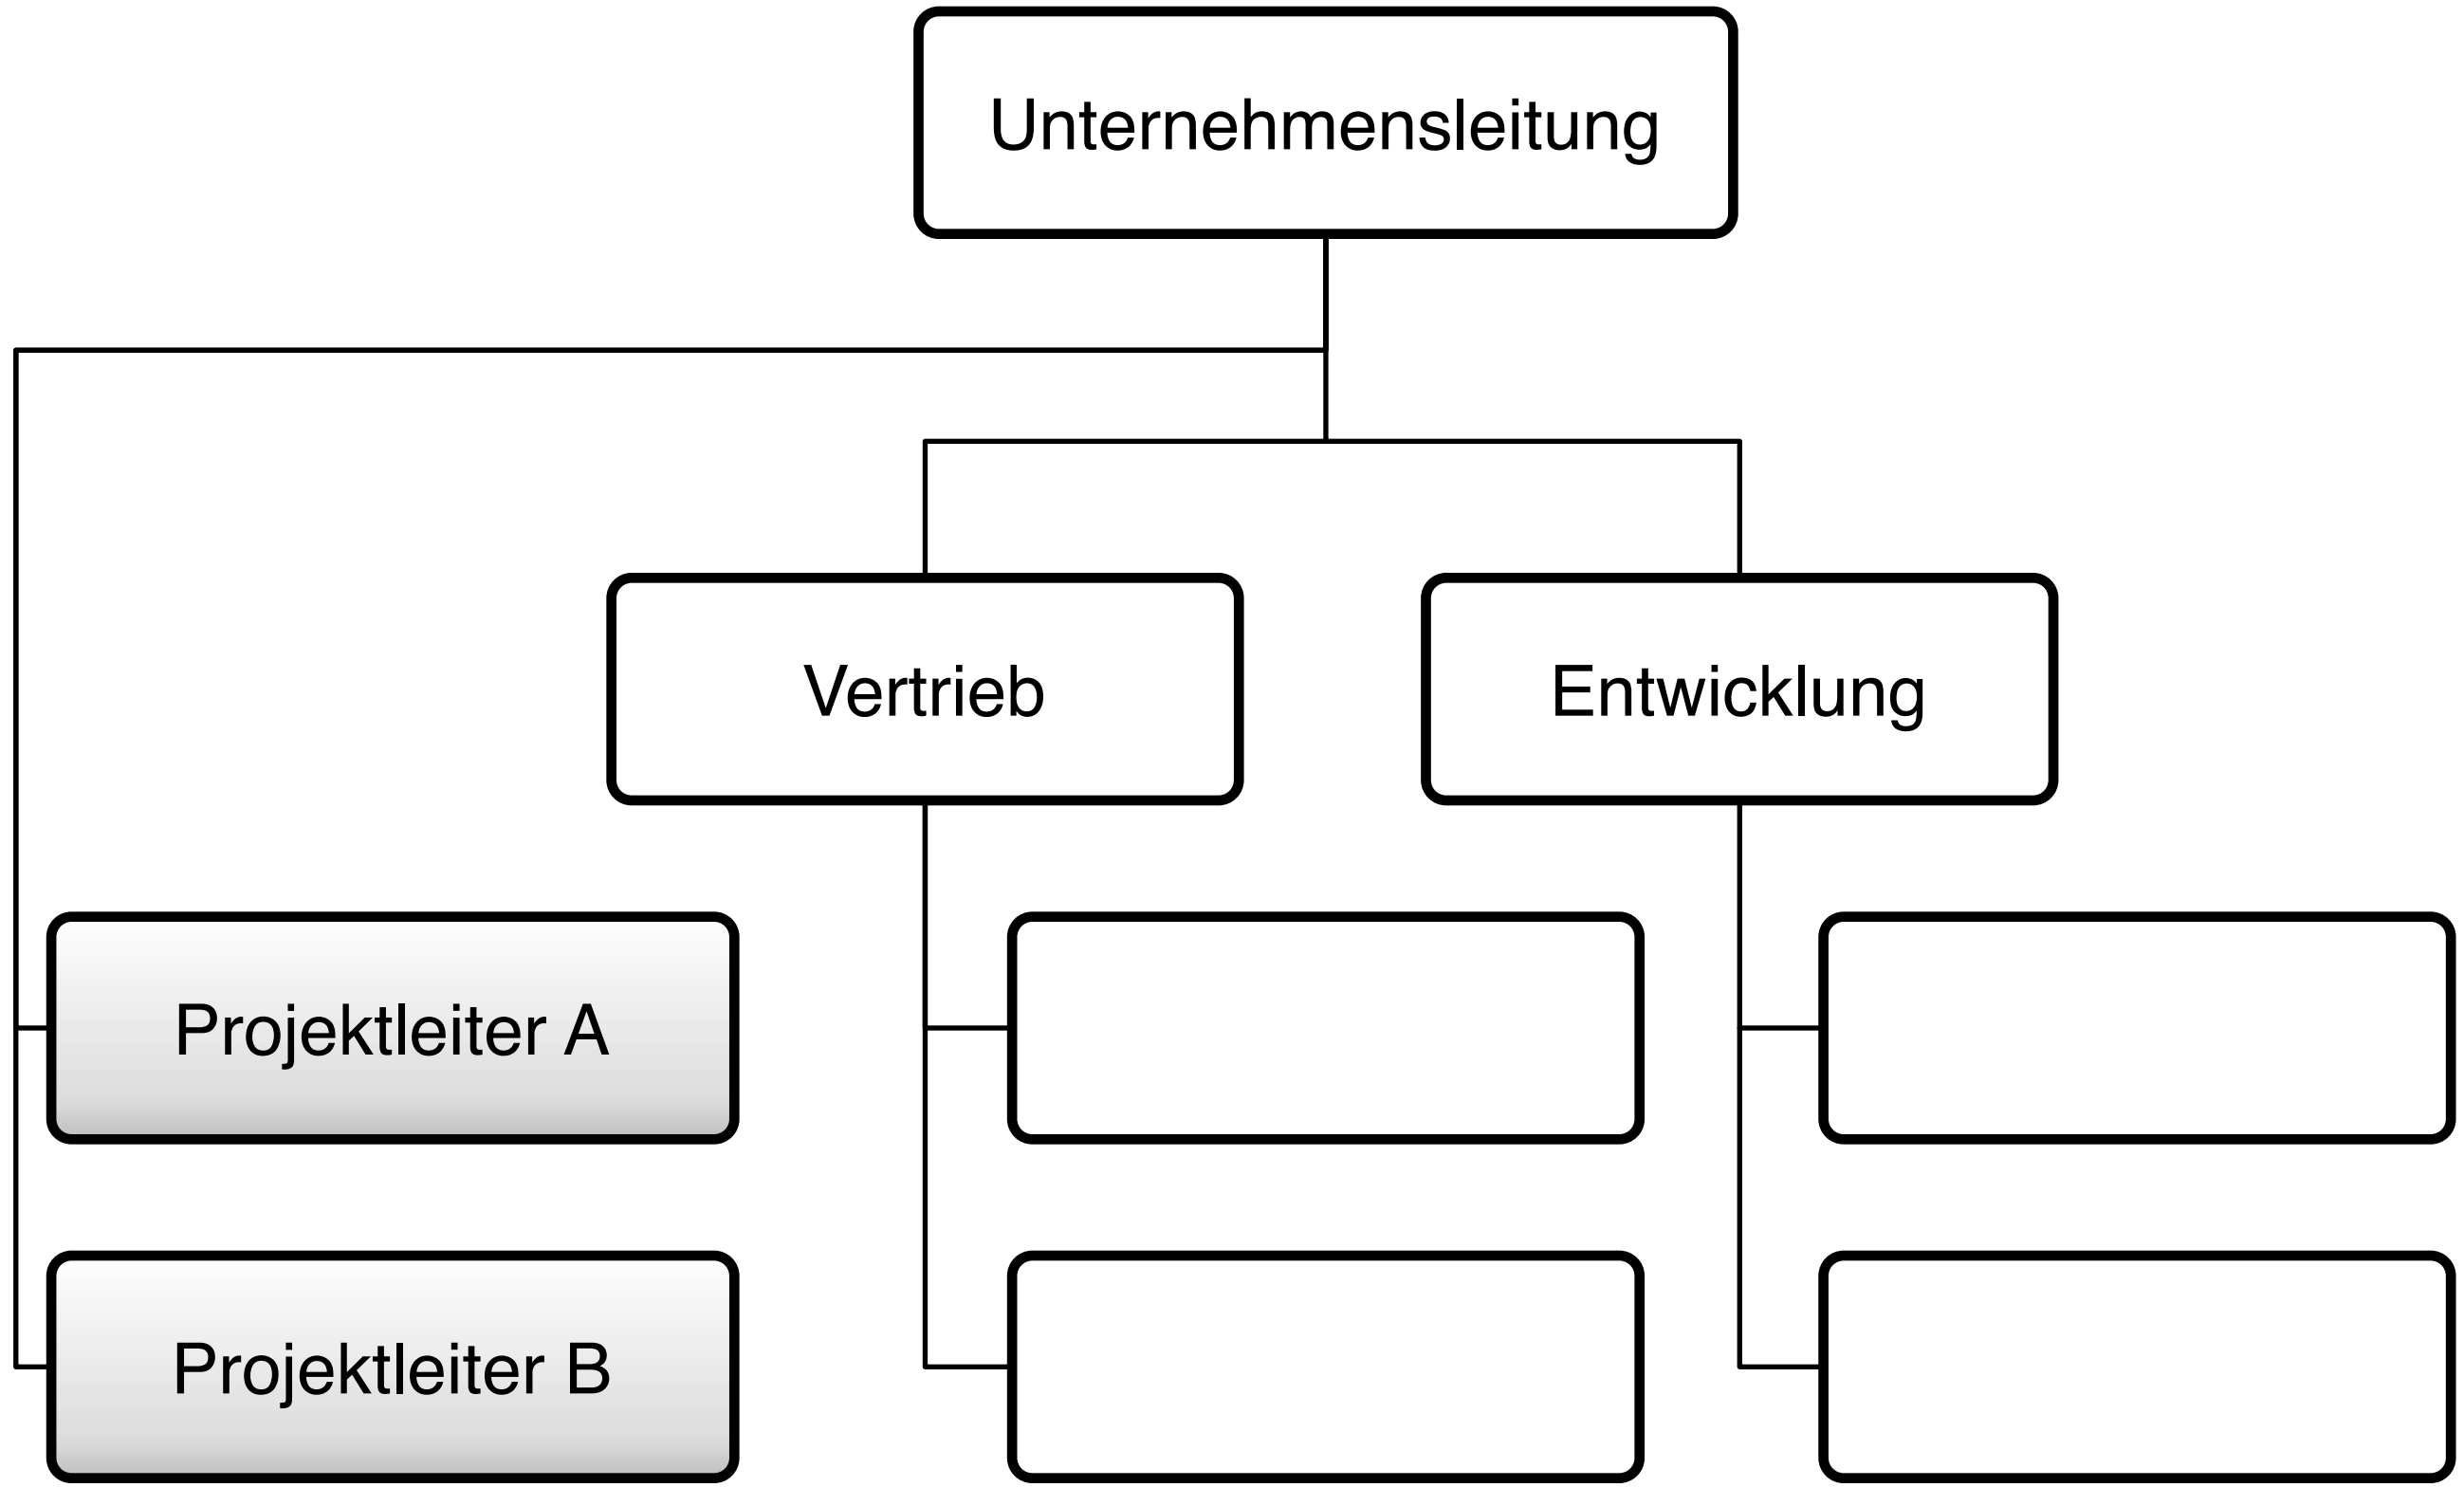 Unternehmensleitung
Vertrieb
Entwicklung
Projektleiter A
Projektleiter B